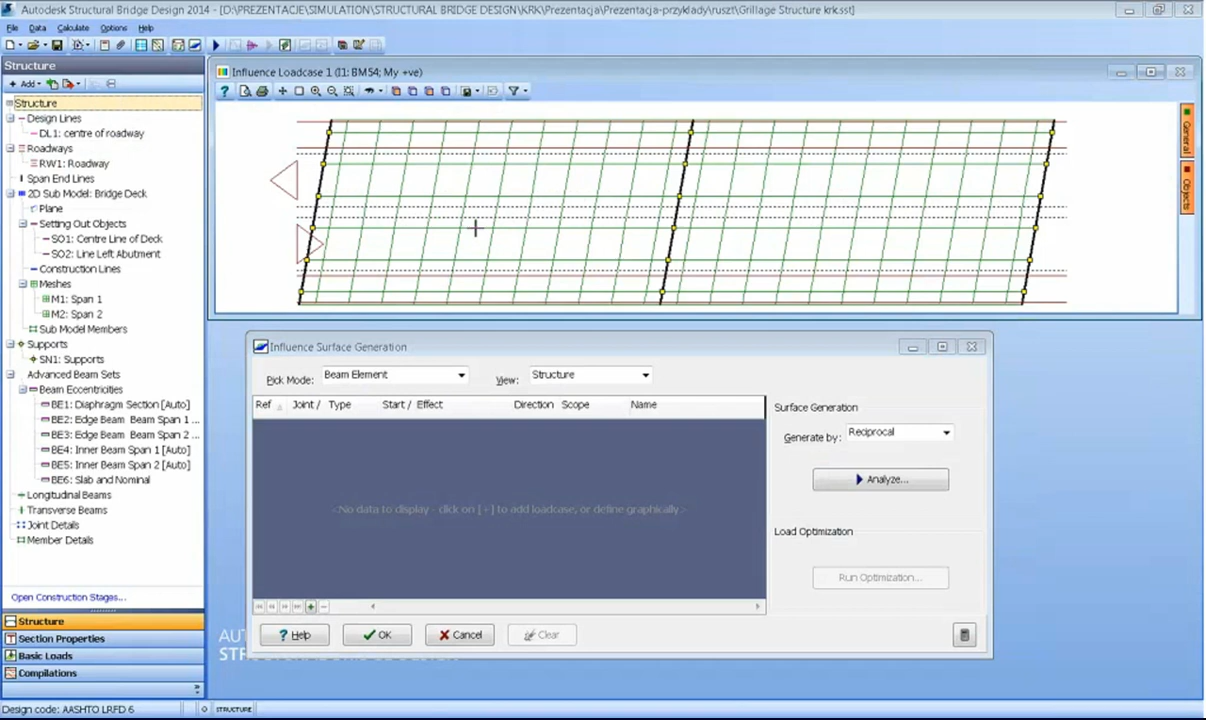 Autodesk Structural Bridge Design 2014 - [D:\PREZENTACJE\SIMULATION\STRUCTURAL BRIDGE DESIGN\KRK\Prezentacja\Prezentacja-przyklady\ruszt\Grillage Structure krk.sst]
File Data Calculate Options Help
Structure
+ Add
Structure
Design Lines
DL1: centre of roadway
Roadways
RW1: Roadway
Span End Lines
2D Sub Model: Bridge Deck
Plane
Setting Out Objects
SO1: Centre Line of Deck
SO2: Line Left Abutment
Construction Lines
Meshes
M1: Span 1
M2: Span 2
Sub Model Members
Supports
SN1: Supports
Advanced Beam Sets
Beam Eccentricities
BE1: Diaphragm Section [Auto]
BE2: Edge Beam Beam Span 1 ...
BE3: Edge Beam Beam Span 2 ...
BE4: Inner Beam Span 1 [Auto]
BE5: Inner Beam Span 2 [Auto]
BE6: Slab and Nominal
Longitudinal Beams
Transverse Beams
Joint Details
Member Details
Open Construction Stages...
Structure
Section Properties
Basic Loads
Compilations
Design code: AASHTO LRFD 6
STRUCTURE
Influence Loadcase 1 (I1: BM54; My +ve)
General
Objects
Influence Surface Generation
Pick Mode: Beam Element View: Structure
Ref Joint / Type Start / Effect Direction Scope Name
- No data to display - click on [+] to add loadcase, or define graphically.-
Surface Generation
Generate by: Reciprocal
Analyze...
Load Optimization
Run Optimization...
? Help OK Cancel Clear